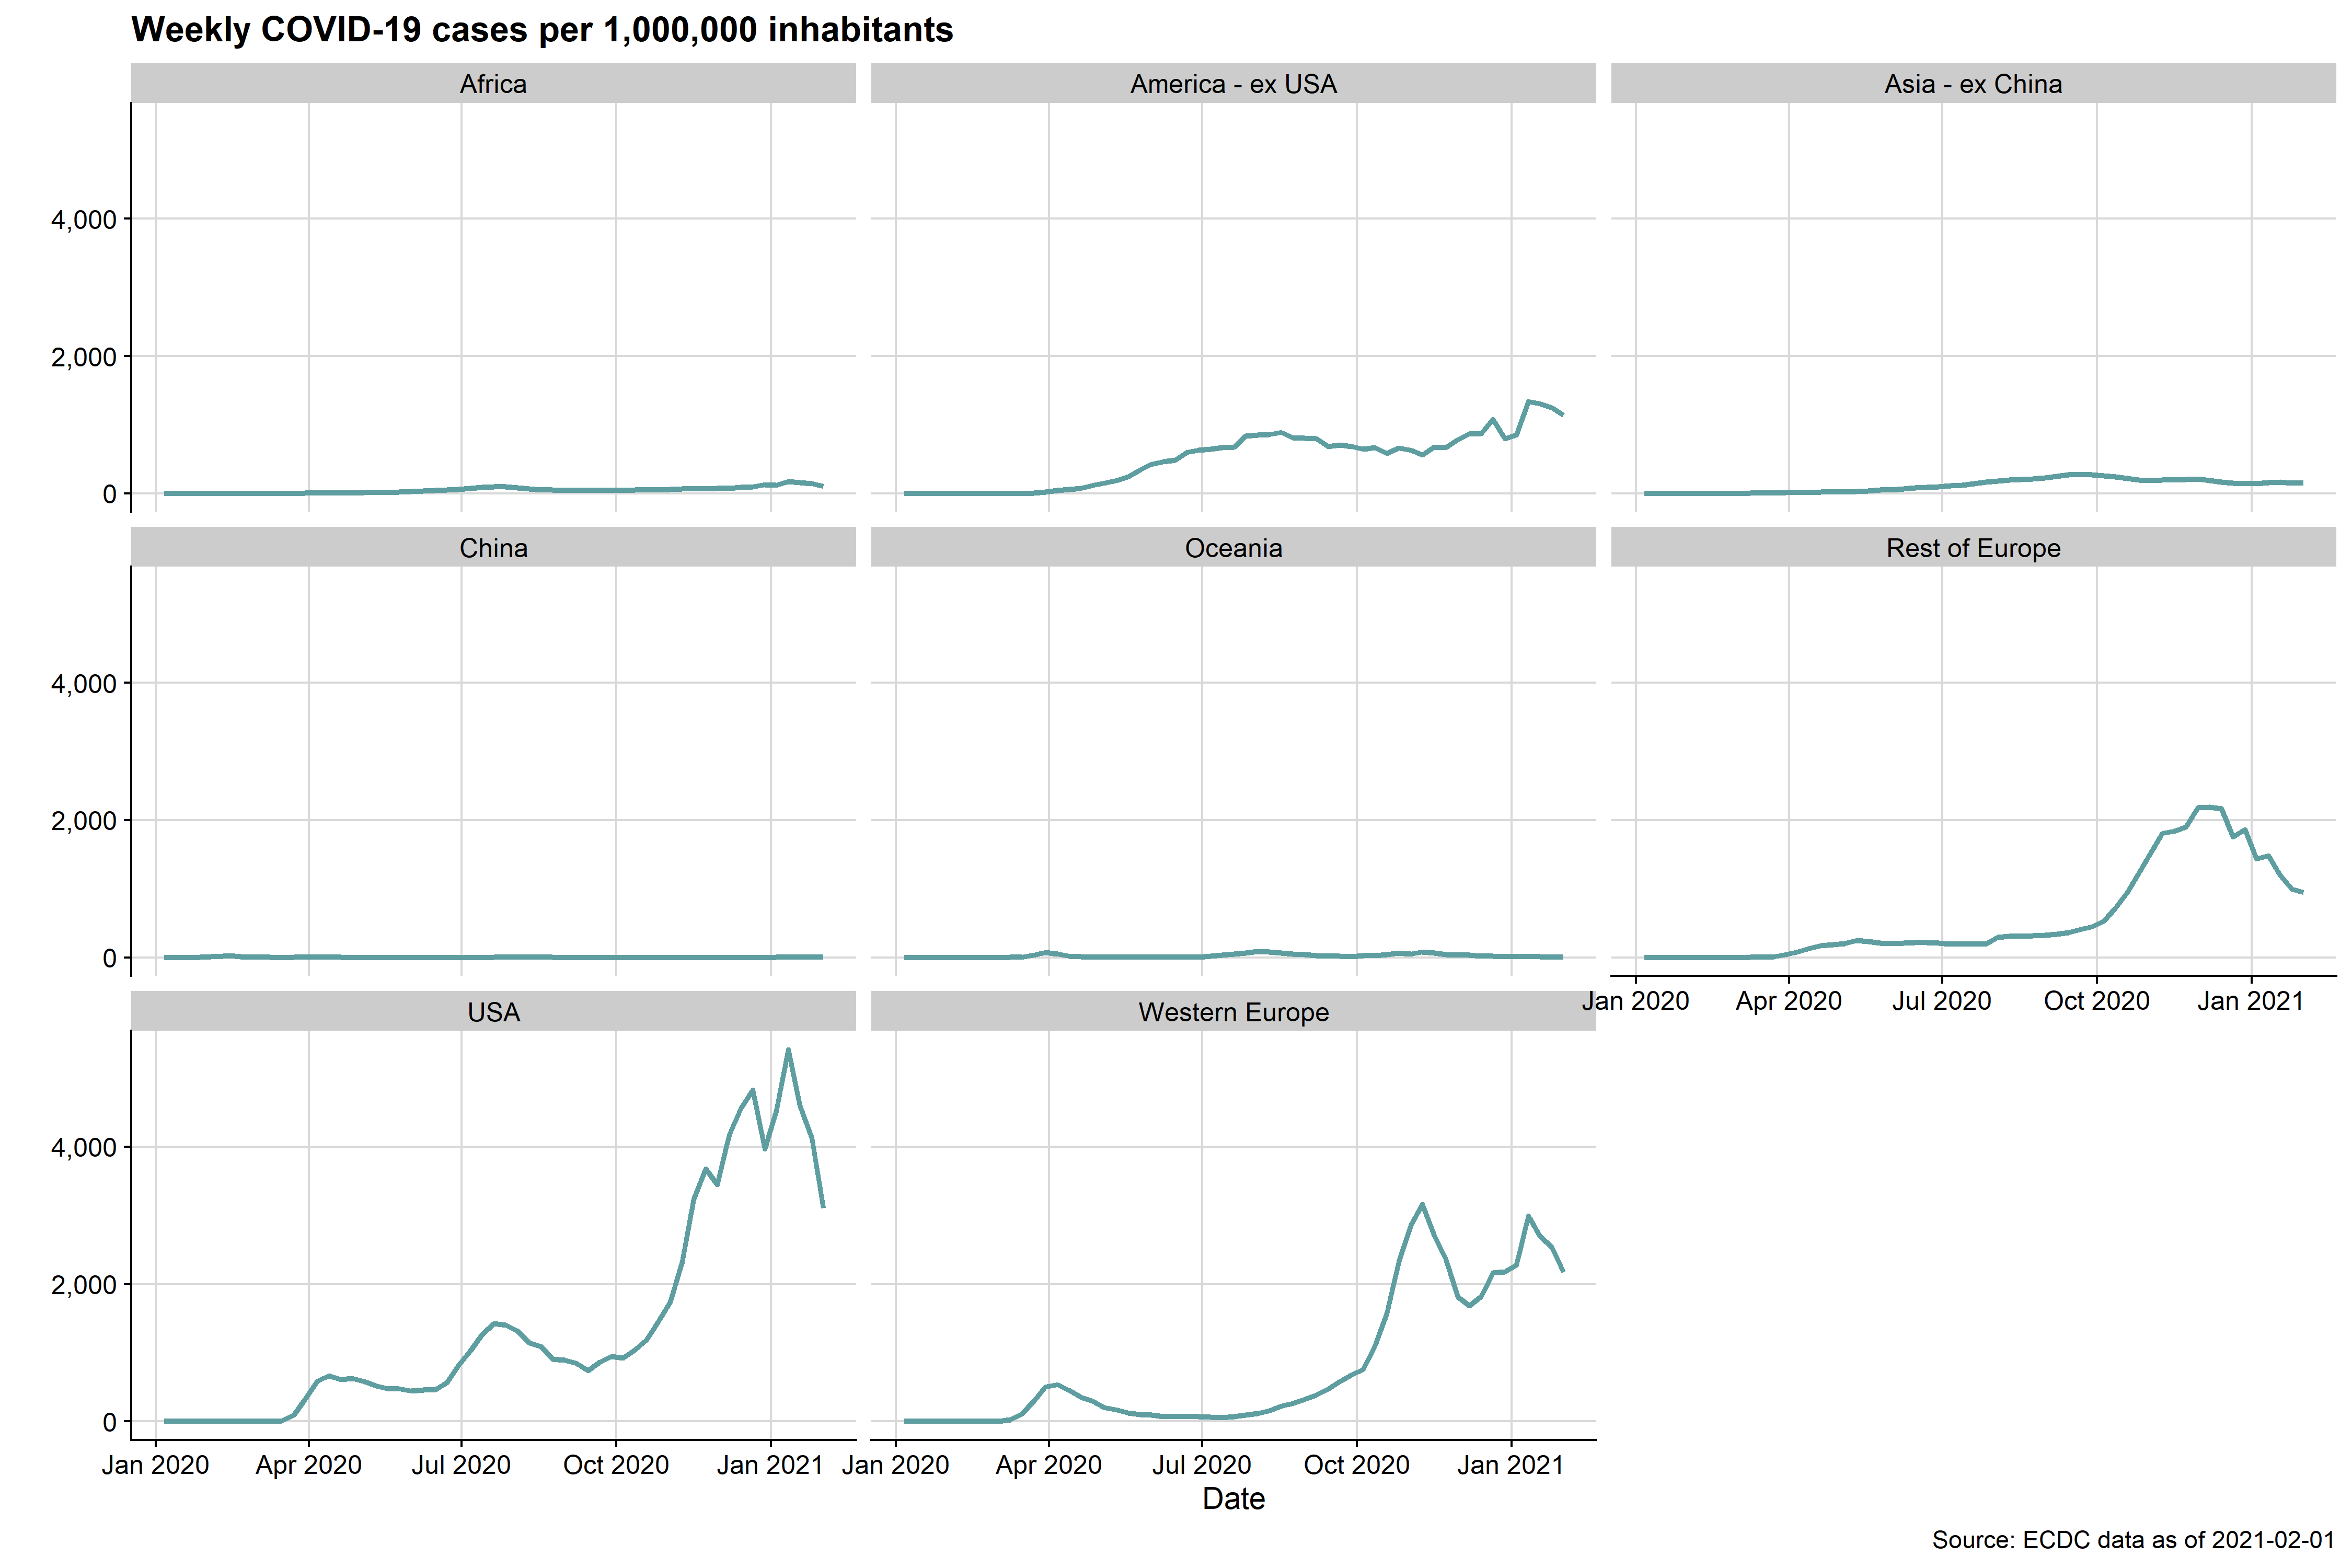 Weekly COVID-19 cases per 1,000,000 inhabitants
Africa
America - ex USA
Asia - ex China
4,000
2,000
0
China
Oceania
Rest of Europe
4,000
2,000
0
Jan 2020 Apr 2020 Jul 2020 Oct 2020 Jan 2021
USA
Western Europe
4,000
2,000
0
Jan 2020 Apr 2020 Jul 2020 Oct 2020 Jan 2021
Jan 2020 Apr 2020 Jul 2020 Oct 2020 Jan 2021
Date
Source: ECDC data as of 2021-02-01